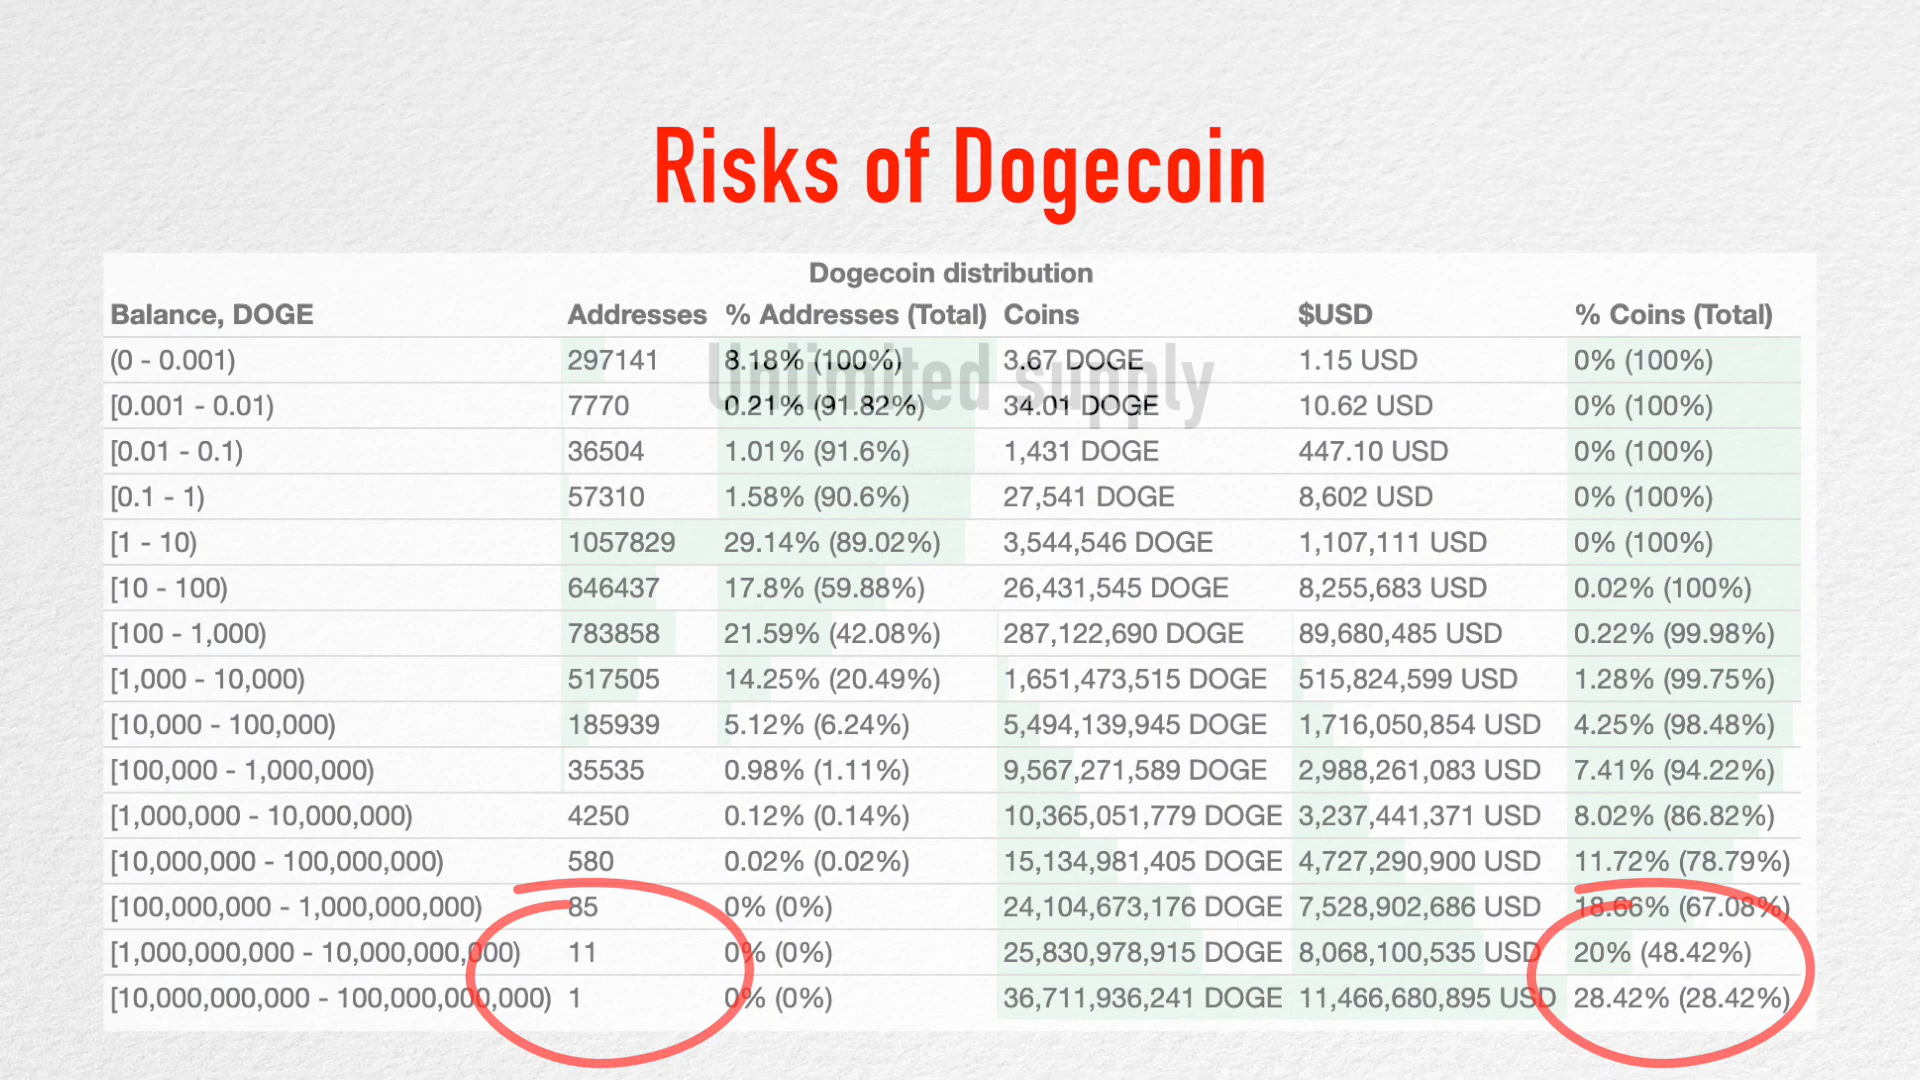 Risks of Dogecoin
Dogecoin distribution
Balance, DOGE Addresses % Addresses (Total) Coins $USD % Coins (Total)
Unlimited supply
(0 - 0.001) 297141 8.18% (100%) 3.67 DOGE 1.15 USD 0% (100%)
[0.001 - 0.01) 7770 0.21% (91.82%) 34.01 DOGE 10.62 USD 0% (100%)
[0.01 - 0.1) 36504 1.01% (91.6%) 1,431 DOGE 447.10 USD 0% (100%)
[0.1 - 1) 57310 1.58% (90.6%) 27,541 DOGE 8,602 USD 0% (100%)
[1 - 10) 1057829 29.14% (89.02%) 3,544,546 DOGE 1,107,111 USD 0% (100%)
[10 - 100) 646437 17.8% (59.88%) 26,431,545 DOGE 8,255,683 USD 0.02% (100%)
[100 - 1,000) 783858 21.59% (42.08%) 287,122,690 DOGE 89,680,485 USD 0.22% (99.98%)
[1,000 - 10,000) 517505 14.25% (20.49%) 1,651,473,515 DOGE 515,824,599 USD 1.28% (99.75%)
[10,000 - 100,000) 185939 5.12% (6.24%) 5,494,139,945 DOGE 1,716,050,854 USD 4.25% (98.48%)
[100,000 - 1,000,000) 35535 0.98% (1.11%) 9,567,271,589 DOGE 2,988,261,083 USD 7.41% (94.22%)
[1,000,000 - 10,000,000) 4250 0.12% (0.14%) 10,365,051,779 DOGE 3,237,441,371 USD 8.02% (86.82%)
[10,000,000 - 100,000,000) 580 0.02% (0.02%) 15,134,981,405 DOGE 4,727,290,900 USD 11.72% (78.79%)
[100,000,000 - 1,000,000,000) 85 0% (0%) 24,104,673,176 DOGE 7,528,902,686 USD 18.66% (67.08%)
[1,000,000,000 - 10,000,000,000) 11 0% (0%) 25,830,978,915 DOGE 8,068,100,535 USD 20% (48.42%)
[10,000,000,000 - 100,000,000,000) 1 0% (0%) 36,711,936,241 DOGE 11,466,680,895 USD 28.42% (28.42%)